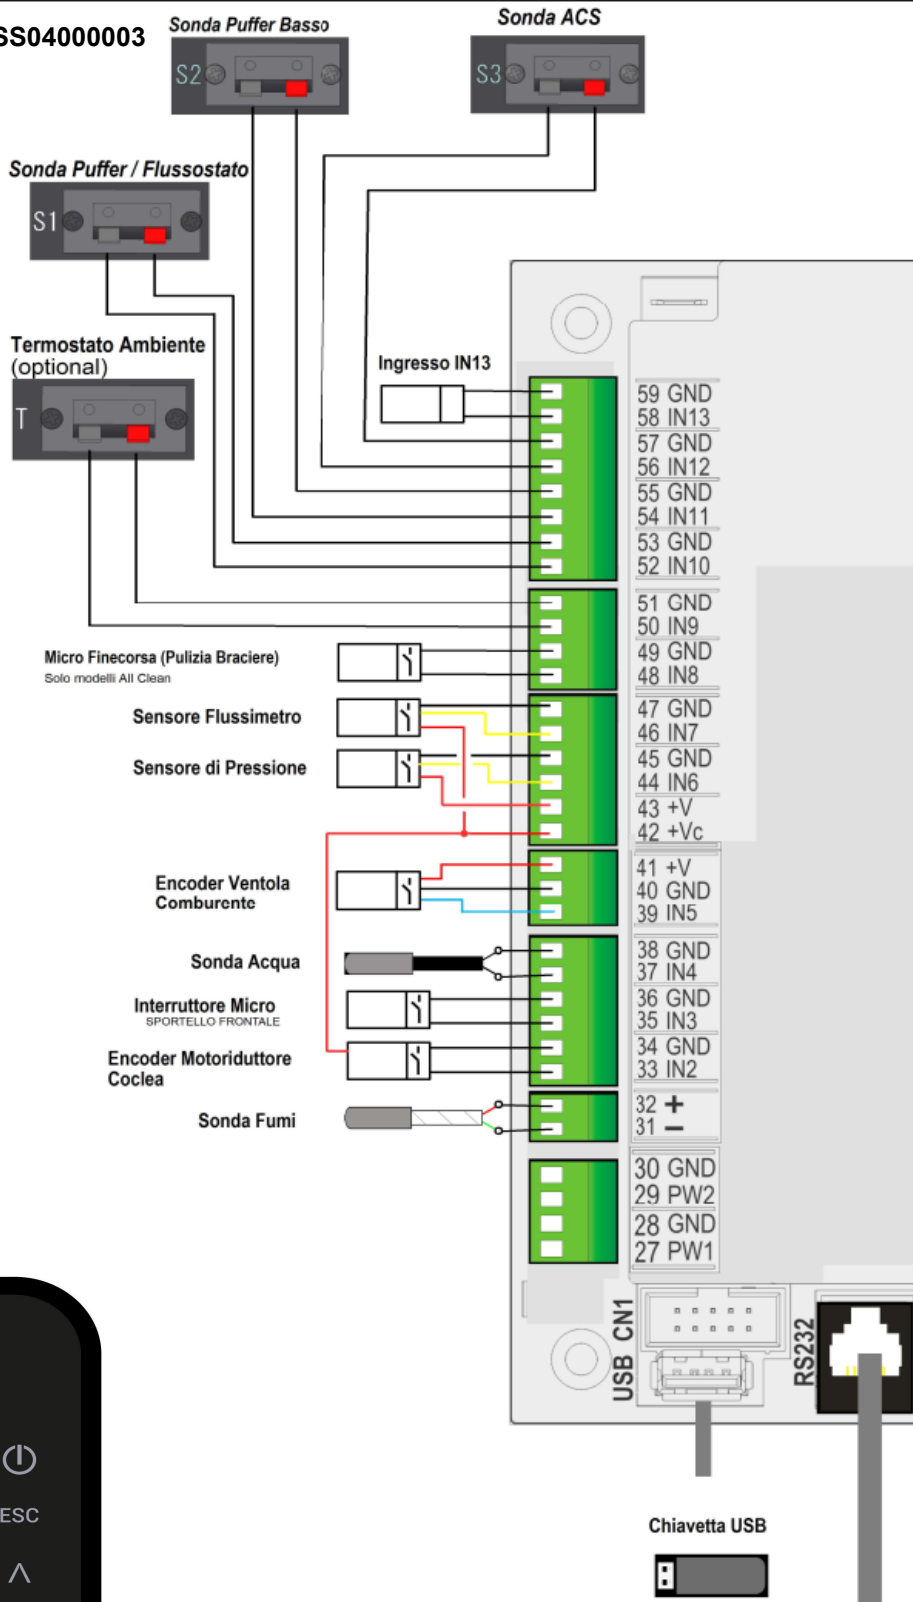 SS04000003
Sonda Puffer Basso
Sonda ACS
S2
S3
Sonda Puffer / Flussostato
S1
Termostato Ambiente
(optional)
T
Ingresso IN13
59 GND
58 IN13
57 GND
56 IN12
55 GND
54 IN11
53 GND
52 IN10
51 GND
50 IN9
49 GND
48 IN8
Micro Finecorsa (Pulizia Braciere)
Solo modelli All Clean
47 GND
46 IN7
45 GND
44 IN6
43 +V
42 +Vc
Sensore Flussimetro
Sensore di Pressione
41 +V
40 GND
39 IN5
Encoder Ventola
Comburente
38 GND
37 IN4
36 GND
35 IN3
34 GND
33 IN2
Sonda Acqua
Interruttore Micro
SPORTELLO FRONTALE
Encoder Motoriduttore
Coclea
32 +
31 −
Sonda Fumi
30 GND
29 PW2
28 GND
27 PW1
USB CN1
RS232
ESC
Chiavetta USB